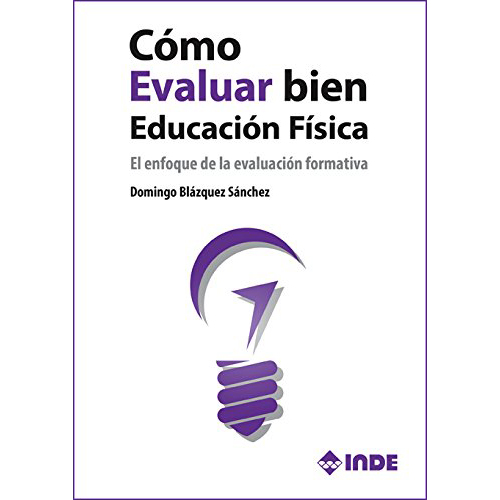 Cómo
Evaluar bien
Educación Física
El enfoque de la evaluación formativa
Domingo Blázquez Sánchez
INDE